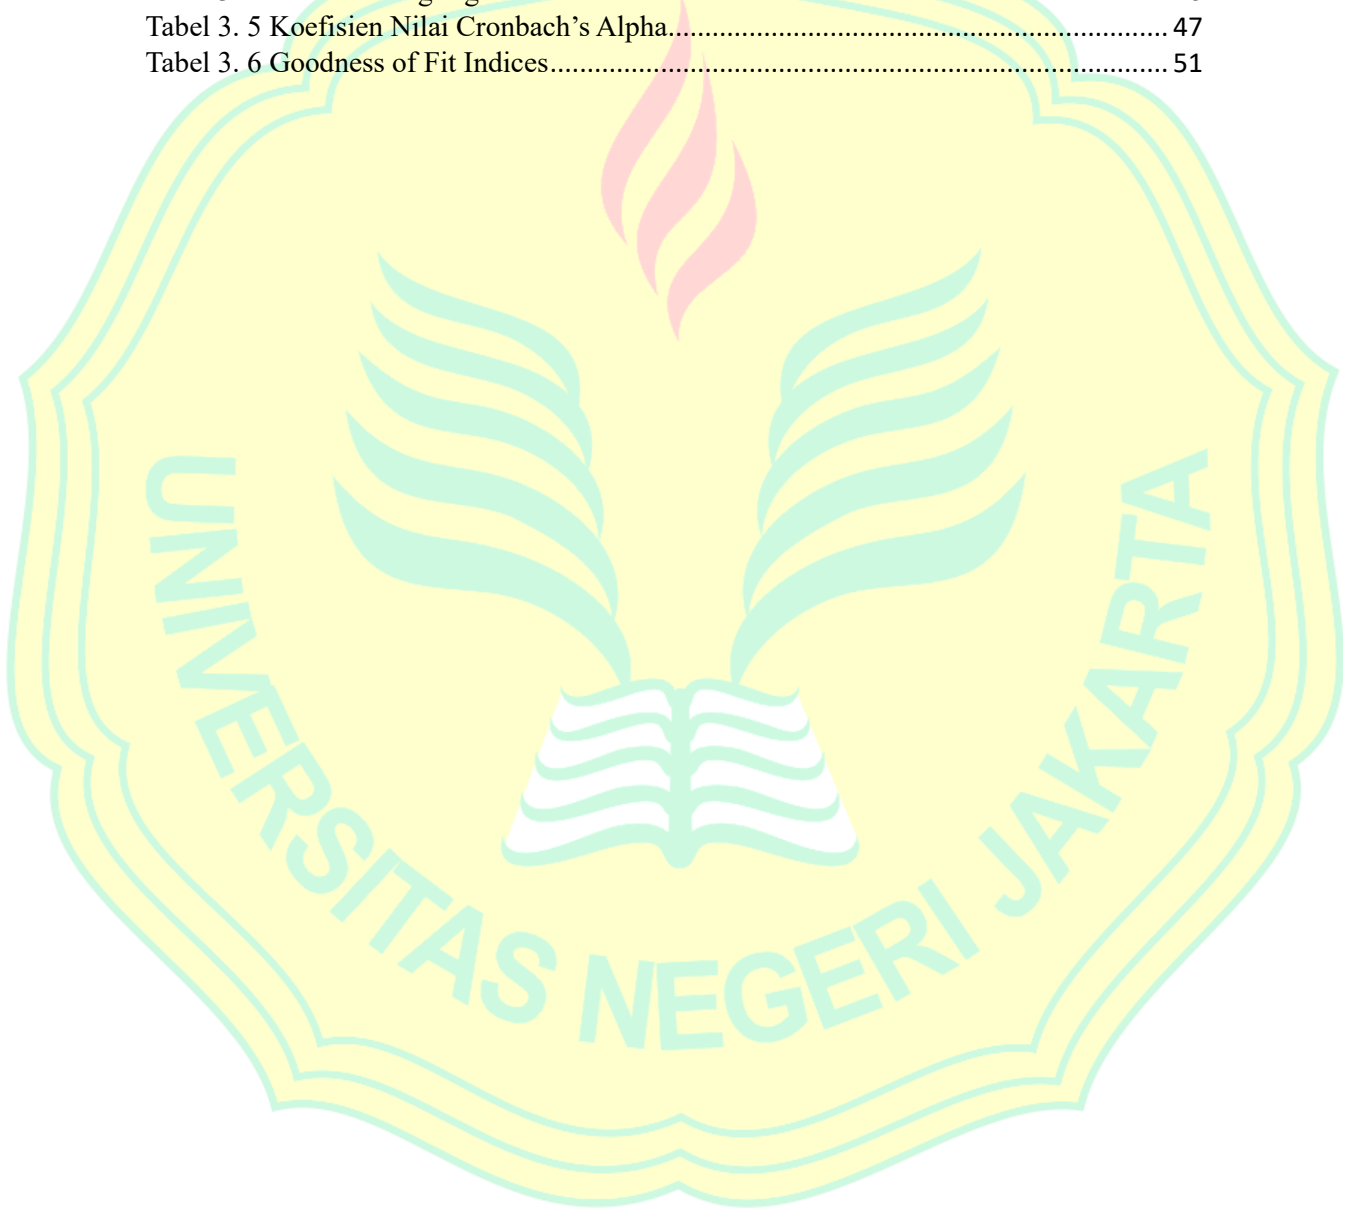 Tabel 3. 5 Koefisien Nilai Cronbach’s Alpha.......................................................................... 47
Tabel 3. 6 Goodness of Fit Indices........................................................................................ 51
UNIVERSITAS NEGERI JAKARTA